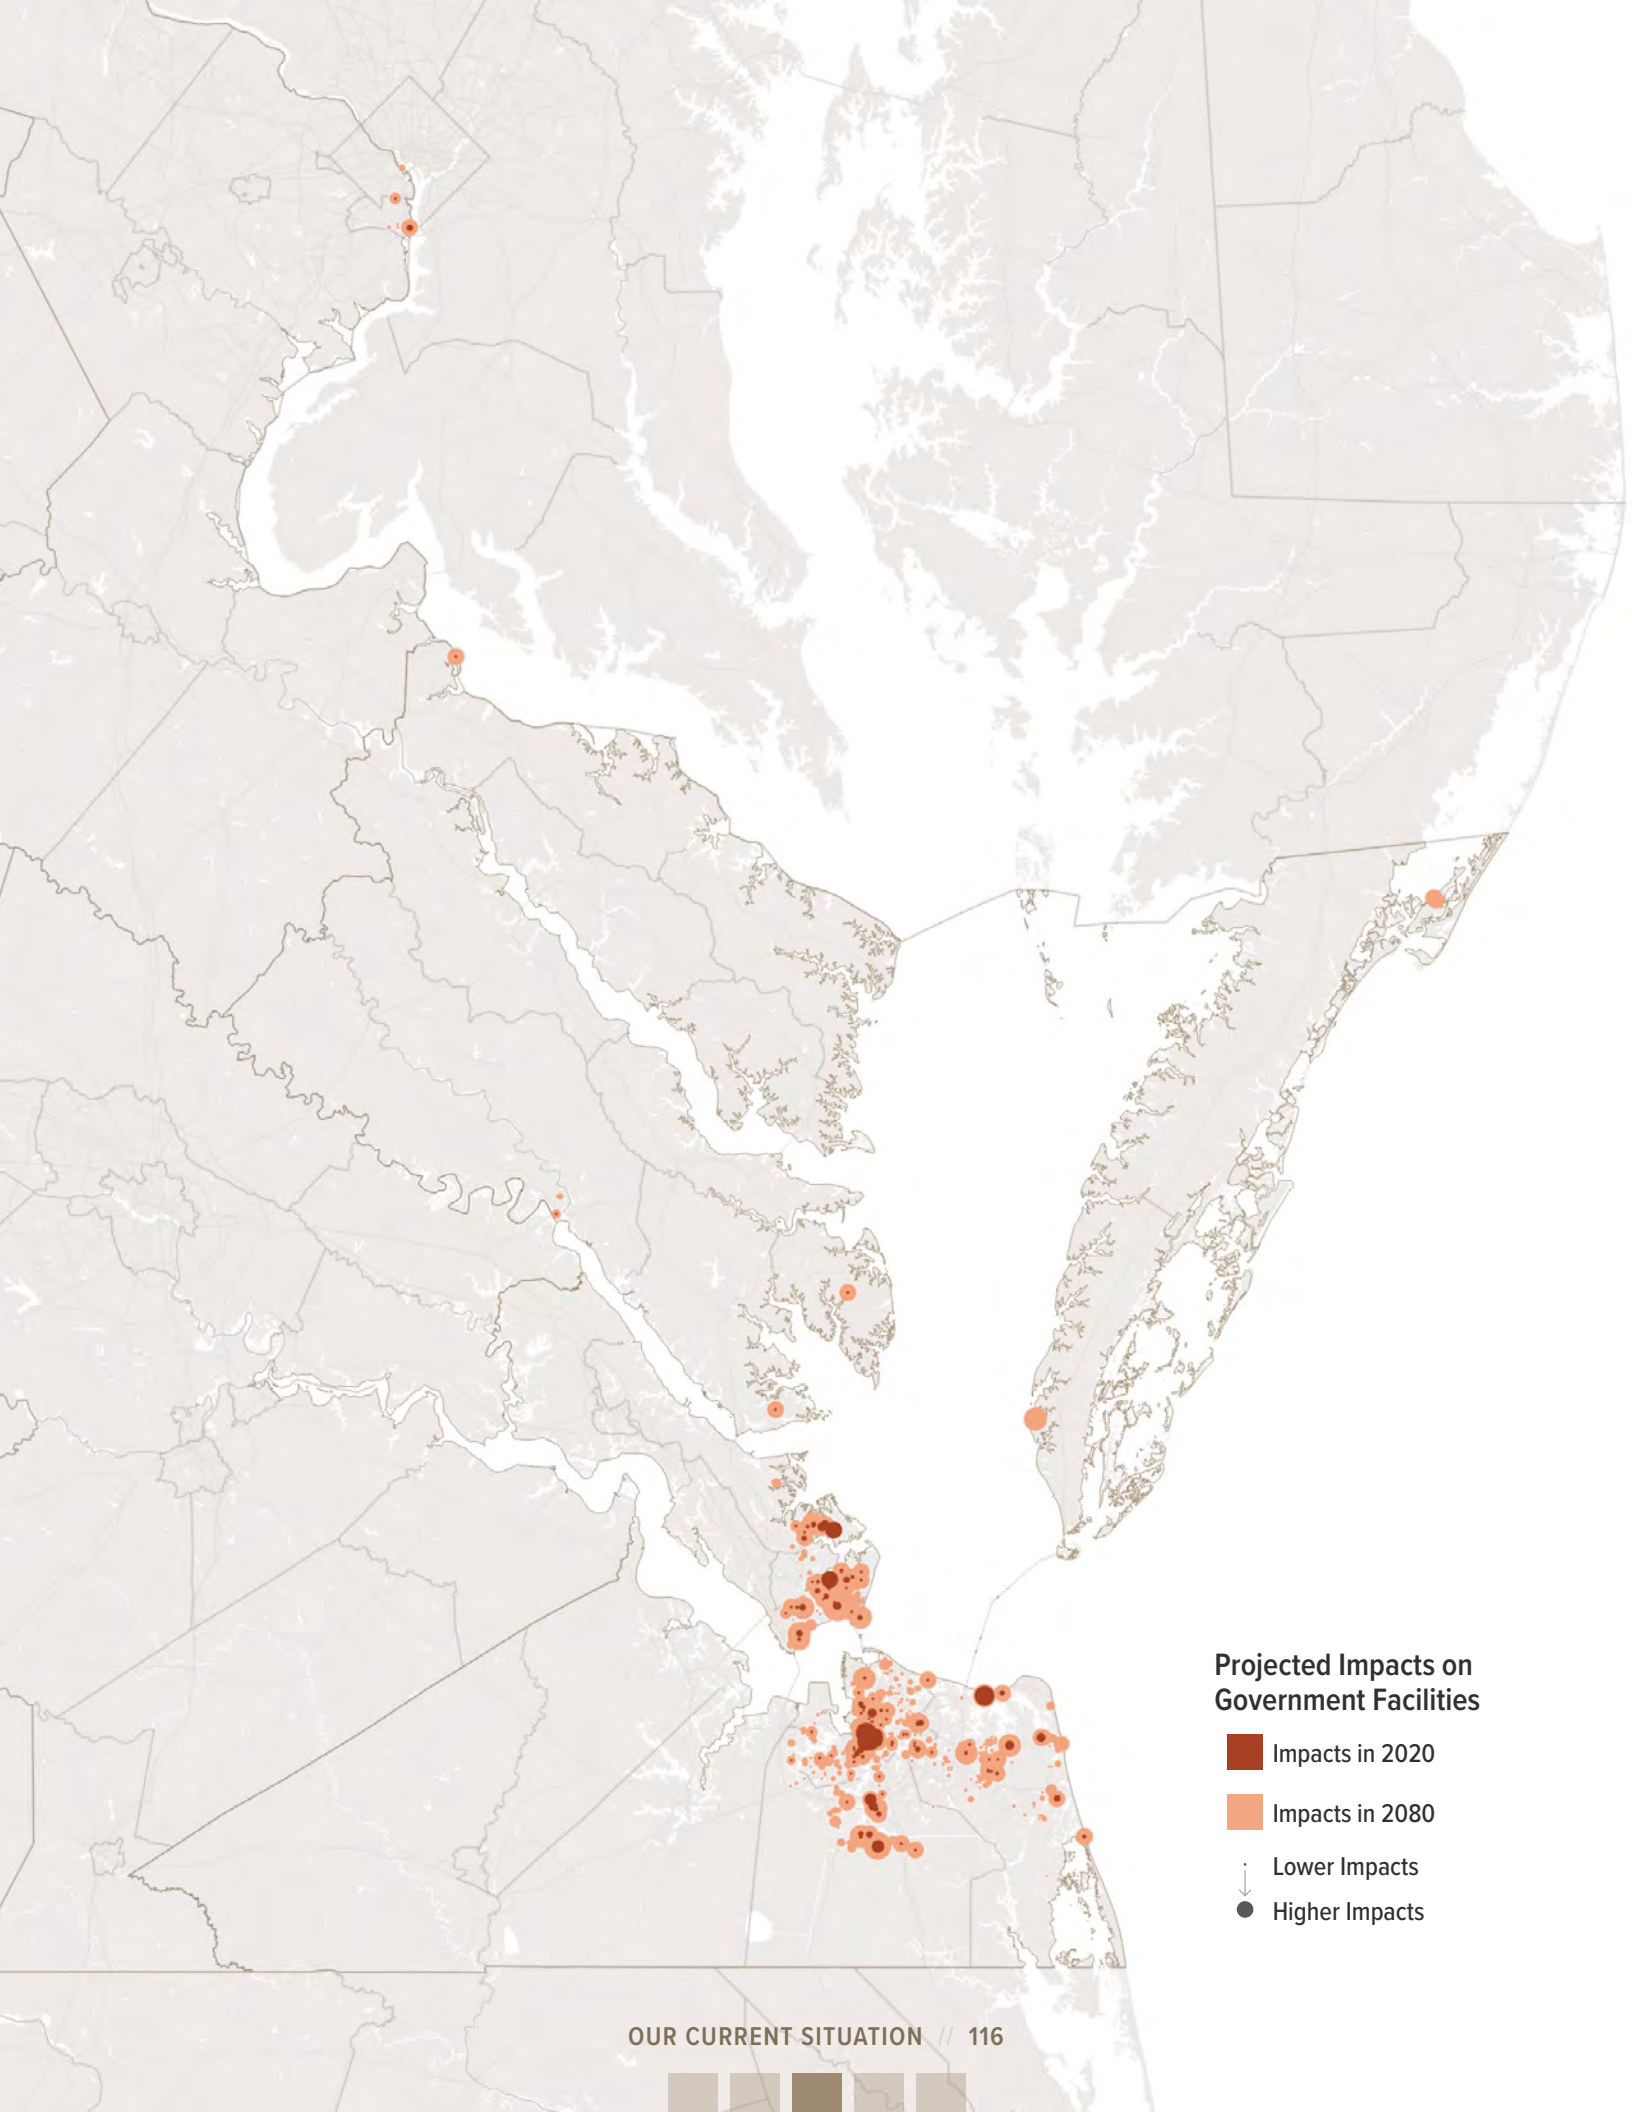 Projected Impacts on
Government Facilities
Impacts in 2020
Impacts in 2080
Lower Impacts
Higher Impacts
OUR CURRENT SITUATION // 116